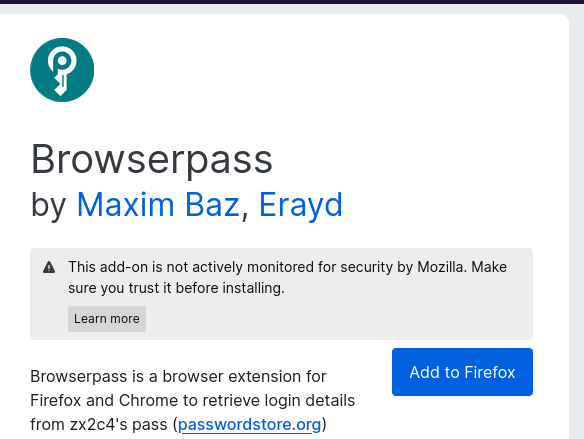 Browserpass
by Maxim Baz, Erayd
This add-on is not actively monitored for security by Mozilla. Make
sure you trust it before installing.
Learn more
Add to Firefox
Browserpass is a browser extension for
Firefox and Chrome to retrieve login details
from zx2c4's pass (passwordstore.org)